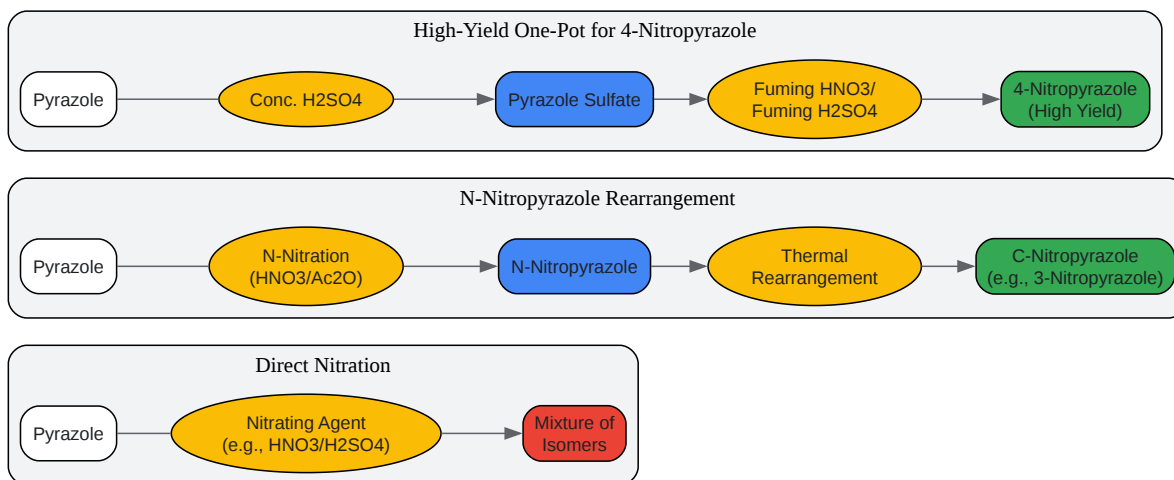 High-Yield One-Pot for 4-Nitropyrazole
Pyrazole
Conc. H2SO4
Pyrazole Sulfate
Fuming HNO3/
Fuming H2SO4
4-Nitropyrazole
(High Yield)
N-Nitropyrazole Rearrangement
Pyrazole
N-Nitration
(HNO3/Ac2O)
N-Nitropyrazole
Thermal
Rearrangement
C-Nitropyrazole
(e.g., 3-Nitropyrazole)
Direct Nitration
Pyrazole
Nitrating Agent
(e.g., HNO3/H2SO4)
Mixture of
Isomers